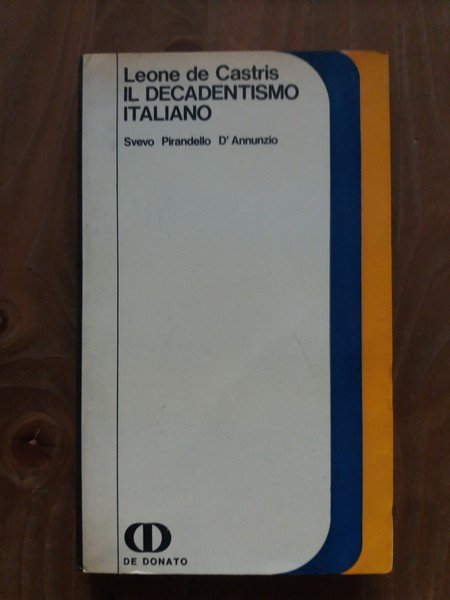 Leone de Castris
IL DECADENTISMO
ITALIANO
Svevo Pirandello D'Annunzio
DE DONATO